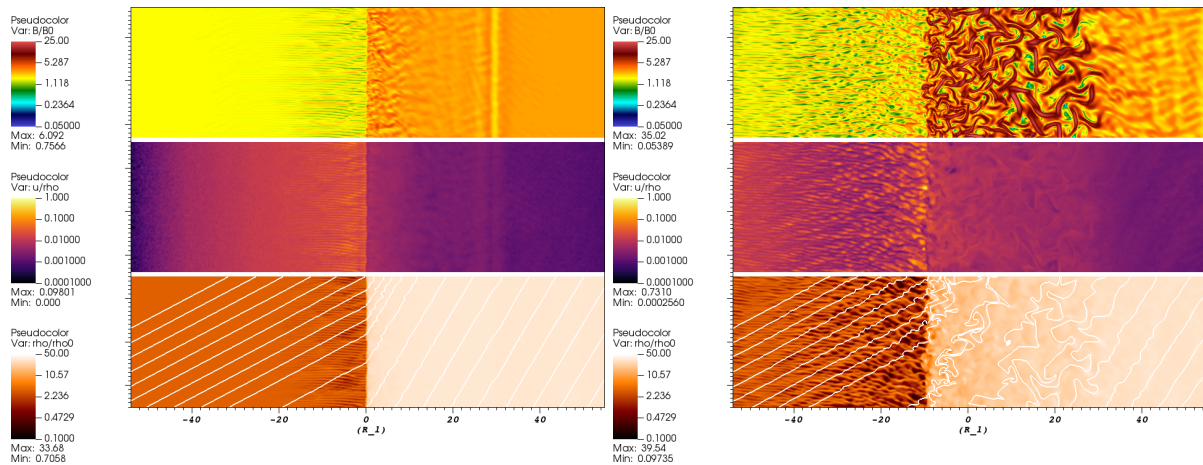 Pseudocolor
Var: B/B0
25.00
5.287
1.118
0.2364
0.05000
Max: 6.092
Min: 0.7566
Pseudocolor
Var: u/rho
1.000
0.1000
0.01000
0.001000
0.0001000
Max: 0.09801
Min: 0.000
Pseudocolor
Var: rho/rho0
50.00
10.57
2.236
0.4729
0.1000
Max: 33.68
Min: 0.7058
-40
-20
0
20
40
(R_l)
Pseudocolor
Var: B/B0
25.00
5.287
1.118
0.2364
0.05000
Max: 35.02
Min: 0.05389
Pseudocolor
Var: u/rho
1.000
0.1000
0.01000
0.001000
0.0001000
Max: 0.7310
Min: 0.0002560
Pseudocolor
Var: rho/rho0
50.00
10.57
2.236
0.4729
0.1000
Max: 39.54
Min: 0.09735
-40
-20
0
20
40
(R_l)